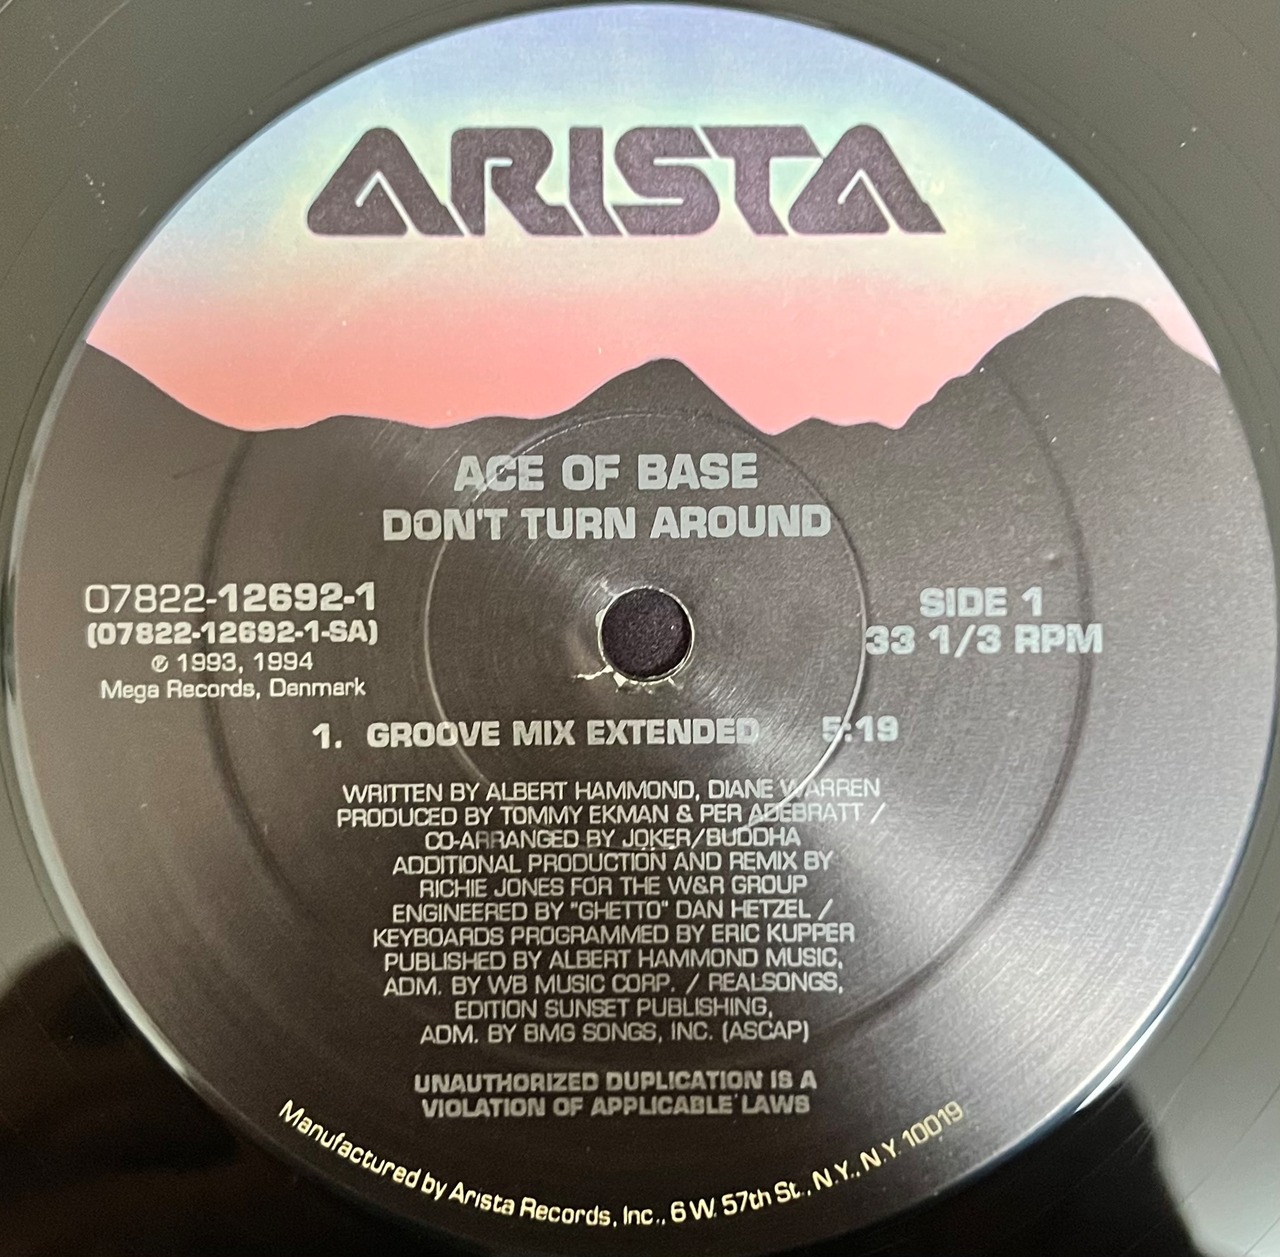 ARISTA
ACE OF BASE
DON'T TURN AROUND
07822-12692-1
(07822-12692-1-SA)
℗ 1993, 1994
Mega Records, Denmark
SIDE 1
33 1/3 RPM
1. GROOVE MIX EXTENDED 5:19
WRITTEN BY ALBERT HAMMOND, DIANE WARREN
PRODUCED BY TOMMY EKMAN & PER ADEBRATT /
CO-ARRANGED BY JOKER/BUDDHA
ADDITIONAL PRODUCTION AND REMIX BY
RICHIE JONES FOR THE W&R GROUP
ENGINEERED BY "GHETTO" DAN HETZEL /
KEYBOARDS PROGRAMMED BY ERIC KUPPER
PUBLISHED BY ALBERT HAMMOND MUSIC,
ADM. BY WB MUSIC CORP. / REALSONGS,
EDITION SUNSET PUBLISHING,
ADM. BY BMG SONGS, INC. (ASCAP)
UNAUTHORIZED DUPLICATION IS A
VIOLATION OF APPLICABLE LAWS
Manufactured by Arista Records, Inc., 6 W. 57th St., N.Y., N.Y. 10019